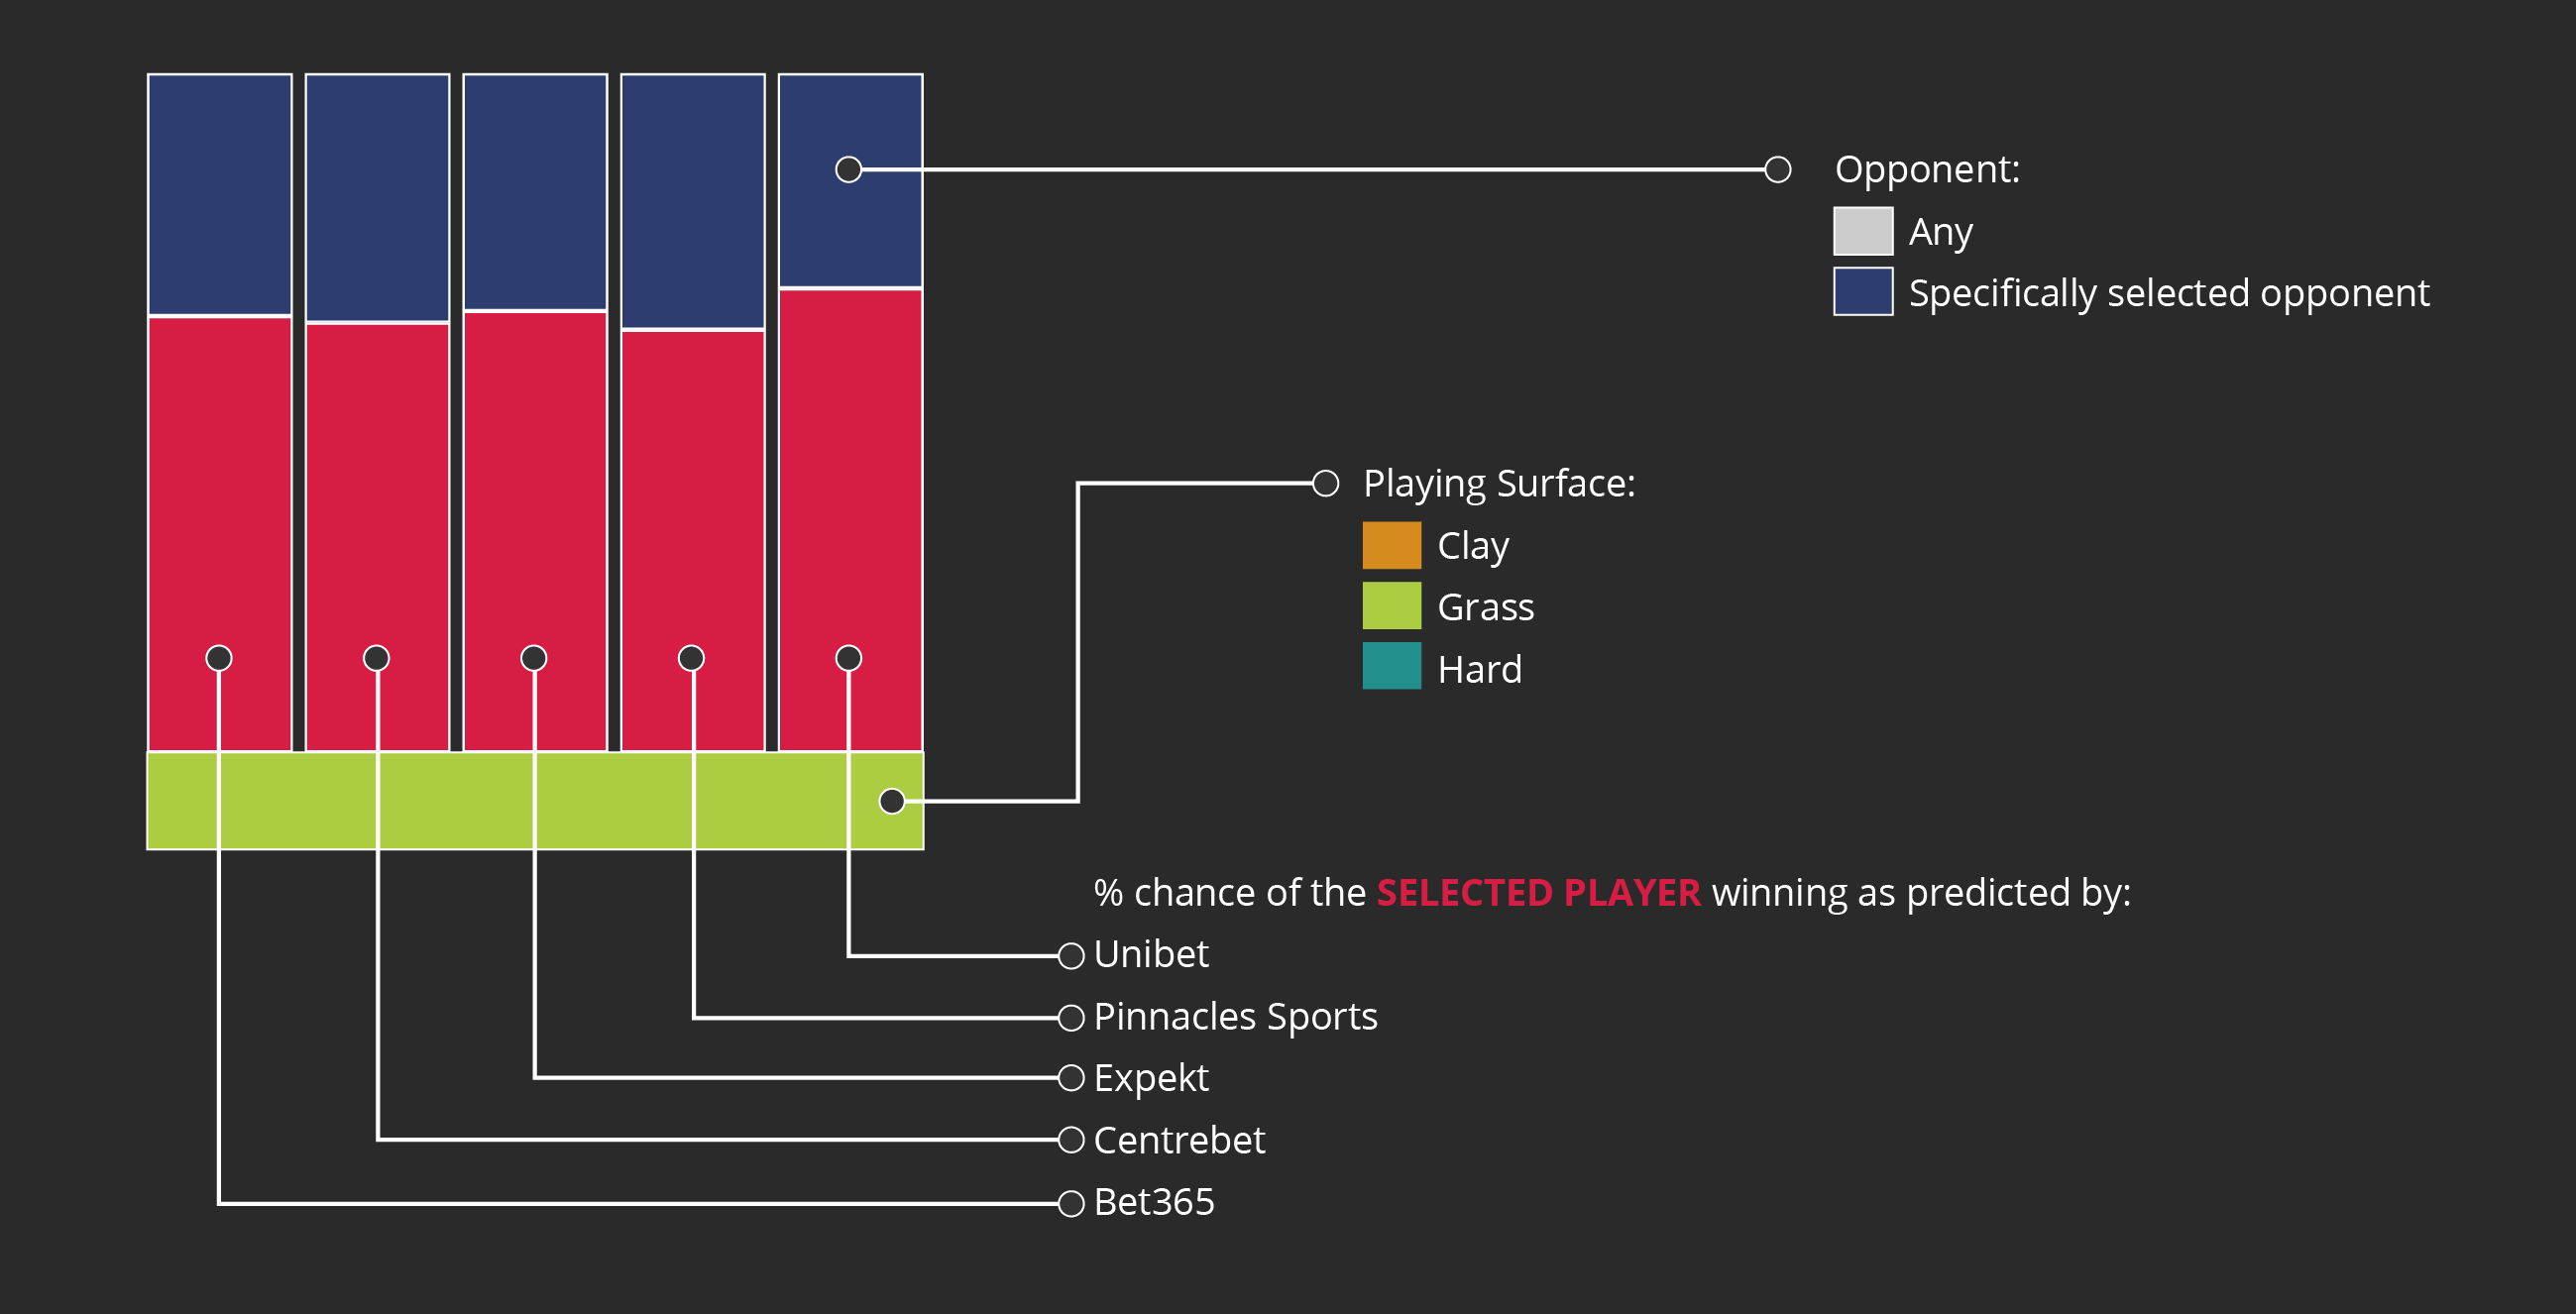 Opponent:
Any
Specifically selected opponent
Playing Surface:
Clay
Grass
Hard
% chance of the SELECTED PLAYER winning as predicted by:
Unibet
Pinnacles Sports
Expekt
Centrebet
Bet365